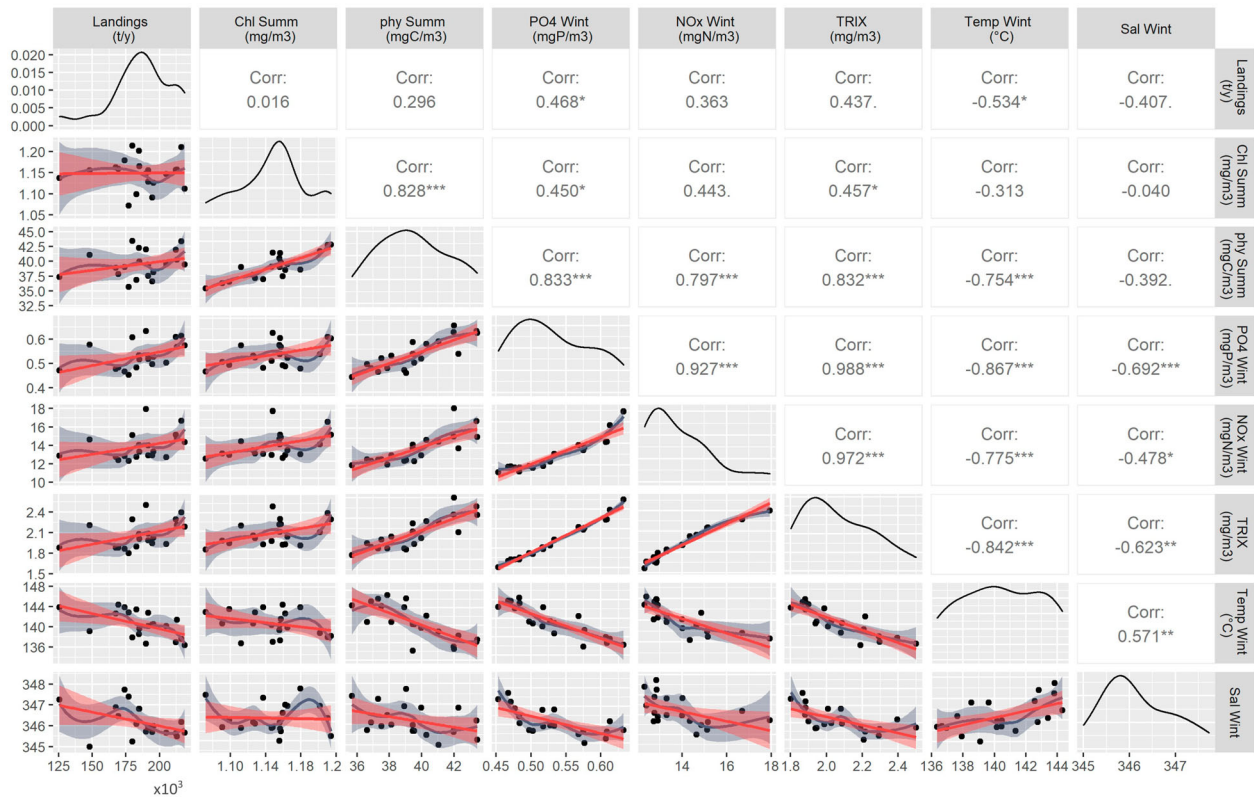 Landings Chl Summ phy Summ PO4 Wint NOx Wint TRIX Temp Wint Sal Wint
(t/y) (mg/m3) (mgC/m3) (mgP/m3) (mgN/m3) (mg/m3) (°C)
0.020
0.015
0.010
0.005
0.000
Corr: Corr: Corr: Corr: Corr: Corr: Corr:
0.016 0.296 0.468* 0.363 0.437. -0.534* -0.407.
Landings
(t/y)
1.20
1.15
1.10
1.05
Corr: Corr: Corr: Corr: Corr: Corr:
0.828*** 0.450* 0.443. 0.457* -0.313 -0.040
Chl Summ
(mg/m3)
45.0
42.5
40.0
37.5
35.5
32.5
Corr: Corr: Corr: Corr: Corr:
0.833*** 0.797*** 0.832*** -0.754*** -0.392.
phy Summ
(mgC/m3)
0.6
0.5
0.4
Corr: Corr: Corr: Corr:
0.927*** 0.988*** -0.867*** -0.692***
PO4 Wint
(mgP/m3)
18
16
14
12
10
Corr: Corr: Corr:
0.972*** -0.775*** -0.478*
NOx Wint
(mgN/m3)
2.4
2.1
1.8
1.5
Corr: Corr:
-0.842*** -0.623**
TRIX
(mg/m3)
148
144
140
136
Corr:
0.571**
Temp Wint
(°C)
348
347
346
345
Sal Wint
125 150 175 200 1.10 1.14 1.18 1.2 36 38 40 42 0.45 0.50 0.55 0.60 14 16 18 1.8 2.0 2.2 2.4 136 138 140 142 144 345 346 347
x10³